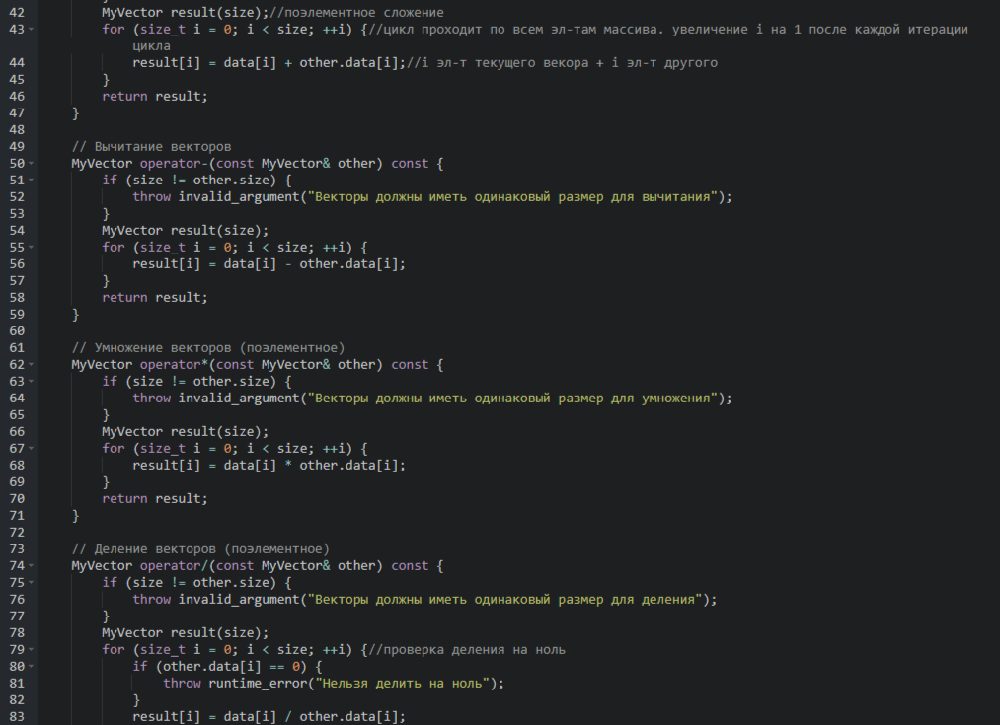 42 MyVector result(size);//поэлементное сложение
43 for (size_t i = 0; i < size; ++i) {//цикл проходит по всем эл-там массива. увеличение i на 1 после каждой итерации
цикла
44 result[i] = data[i] + other.data[i];//i эл-т текущего векора + i эл-т другого
45 }
46 return result;
47 }
48
49 // Вычитание векторов
50 MyVector operator-(const MyVector& other) const {
51 if (size != other.size) {
52 throw invalid_argument("Векторы должны иметь одинаковый размер для вычитания");
53 }
54 MyVector result(size);
55 for (size_t i = 0; i < size; ++i) {
56 result[i] = data[i] - other.data[i];
57 }
58 return result;
59 }
60
61 // Умножение векторов (поэлементное)
62 MyVector operator*(const MyVector& other) const {
63 if (size != other.size) {
64 throw invalid_argument("Векторы должны иметь одинаковый размер для умножения");
65 }
66 MyVector result(size);
67 for (size_t i = 0; i < size; ++i) {
68 result[i] = data[i] * other.data[i];
69 }
70 return result;
71 }
72
73 // Деление векторов (поэлементное)
74 MyVector operator/(const MyVector& other) const {
75 if (size != other.size) {
76 throw invalid_argument("Векторы должны иметь одинаковый размер для деления");
77 }
78 MyVector result(size);
79 for (size_t i = 0; i < size; ++i) {//проверка деления на ноль
80 if (other.data[i] == 0) {
81 throw runtime_error("Нельзя делить на ноль");
82 }
83 result[i] = data[i] / other.data[i];